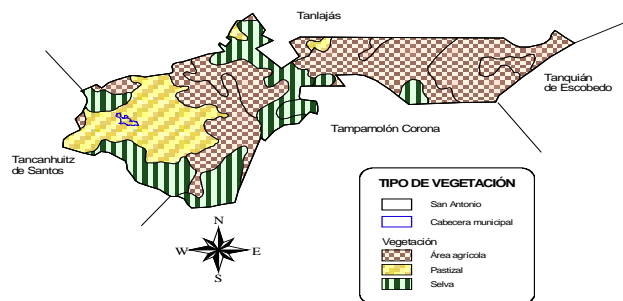 Tanlajás
Tanquián
de Escobedo
Tampamolón Corona
Tancanhuitz
de Santos
N
W E
S
TIPO DE VEGETACIÓN
San Antonio
Cabecera municipal
Vegetación
Área agrícola
Pastizal
Selva